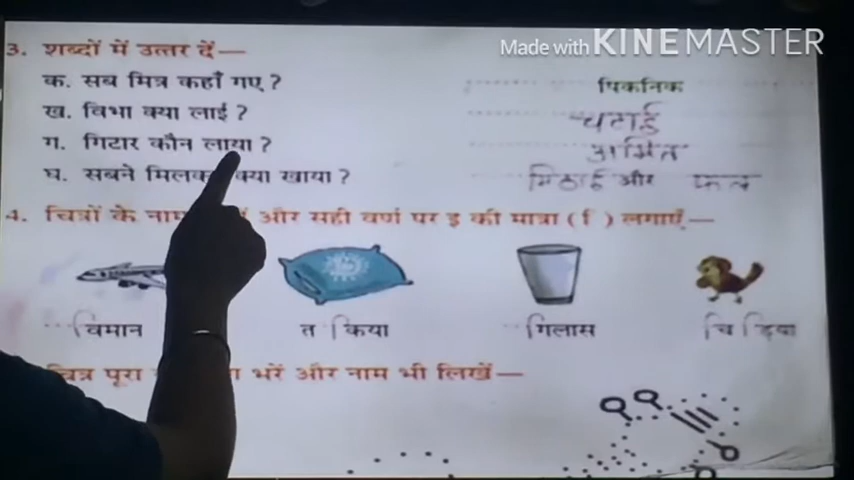 Made with KINEMASTER
3. शब्दों में उत्तर दें—
क. सब मित्र कहाँ गए ? पिकनिक
ख. विभा क्या लाई ? चटाई
ग. गिटार कौन लाया ? अमित
घ. सबने मिलकर क्या खाया ? मिठाई और फल
4. चित्रों के नाम और सही वर्ण पर इ की मात्रा ( ि ) लगाएँ—
विमान तकिया गिलास चिड़िया
चित्र पूरा भरें और नाम भी लिखें—